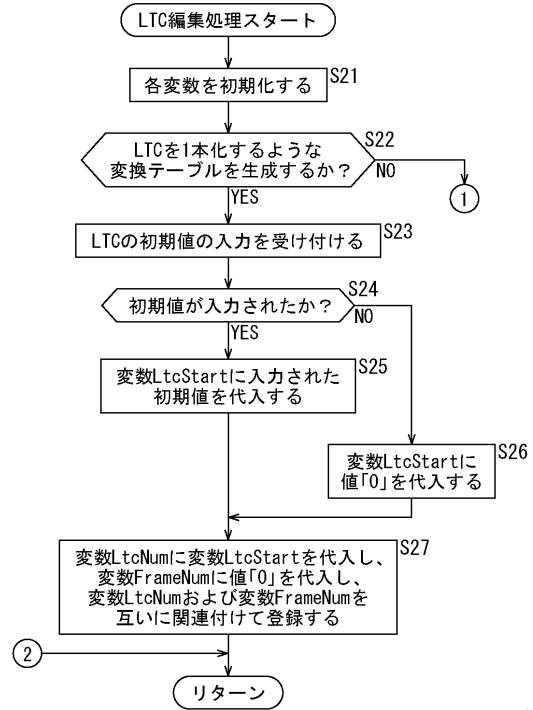 LTC編集処理スタート
各変数を初期化する
S21
LTCを1本化するような
変換テーブルを生成するか?
S22
NO
1
YES
LTCの初期値の入力を受け付ける
S23
初期値が入力されたか?
S24
NO
YES
変数LtcStartに入力された
初期値を代入する
S25
変数LtcStartに
値「0」を代入する
S26
変数LtcNumに変数LtcStartを代入し、
変数FrameNumに値「0」を代入し、
変数LtcNumおよび変数FrameNumを
互いに関連付けて登録する
S27
2
リターン